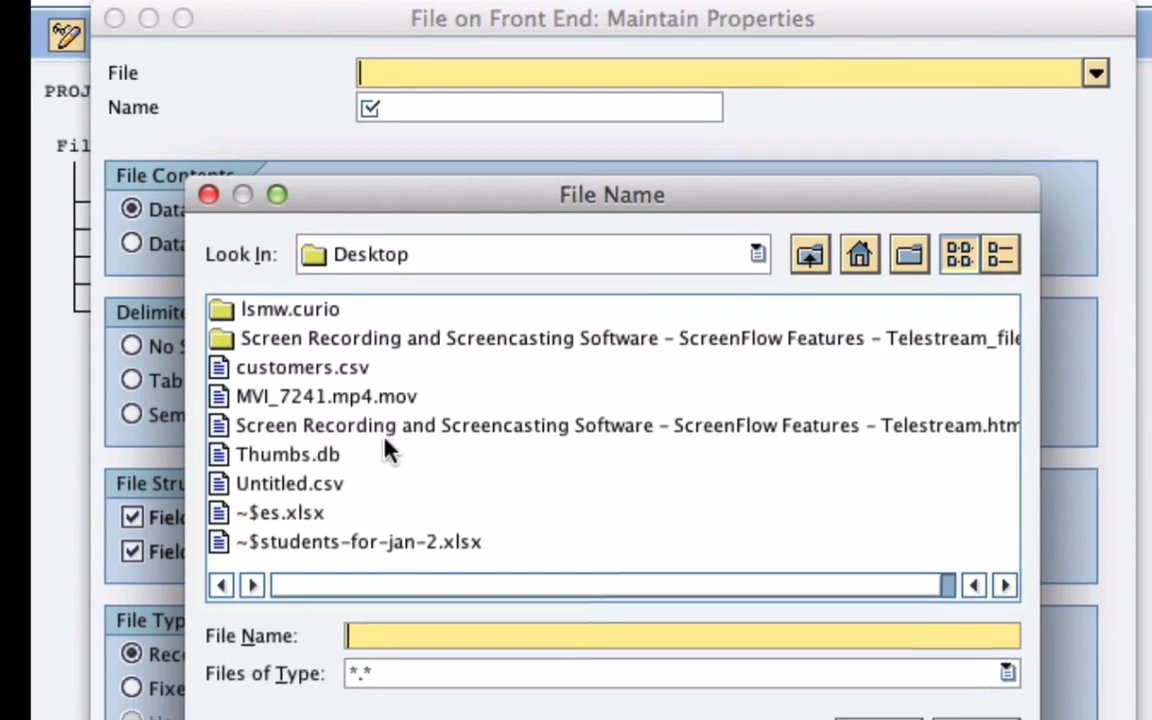 File on Front End: Maintain Properties
File
PROJ
Name
Fil
File Contents
File Name
Data
Look In: Desktop
Data
lsmw.curio
Screen Recording and Screencasting Software – ScreenFlow Features – Telestream_file
Delimite
customers.csv
No S
MVI_7241.mp4.mov
Tab
Sem
Screen Recording and Screencasting Software – ScreenFlow Features – Telestream.htm
Thumbs.db
File Stru
Untitled.csv
Field
~$es.xlsx
Field
~$students-for-jan-2.xlsx
File Typ
File Name:
Rec
Files of Type: *.*
Fixe